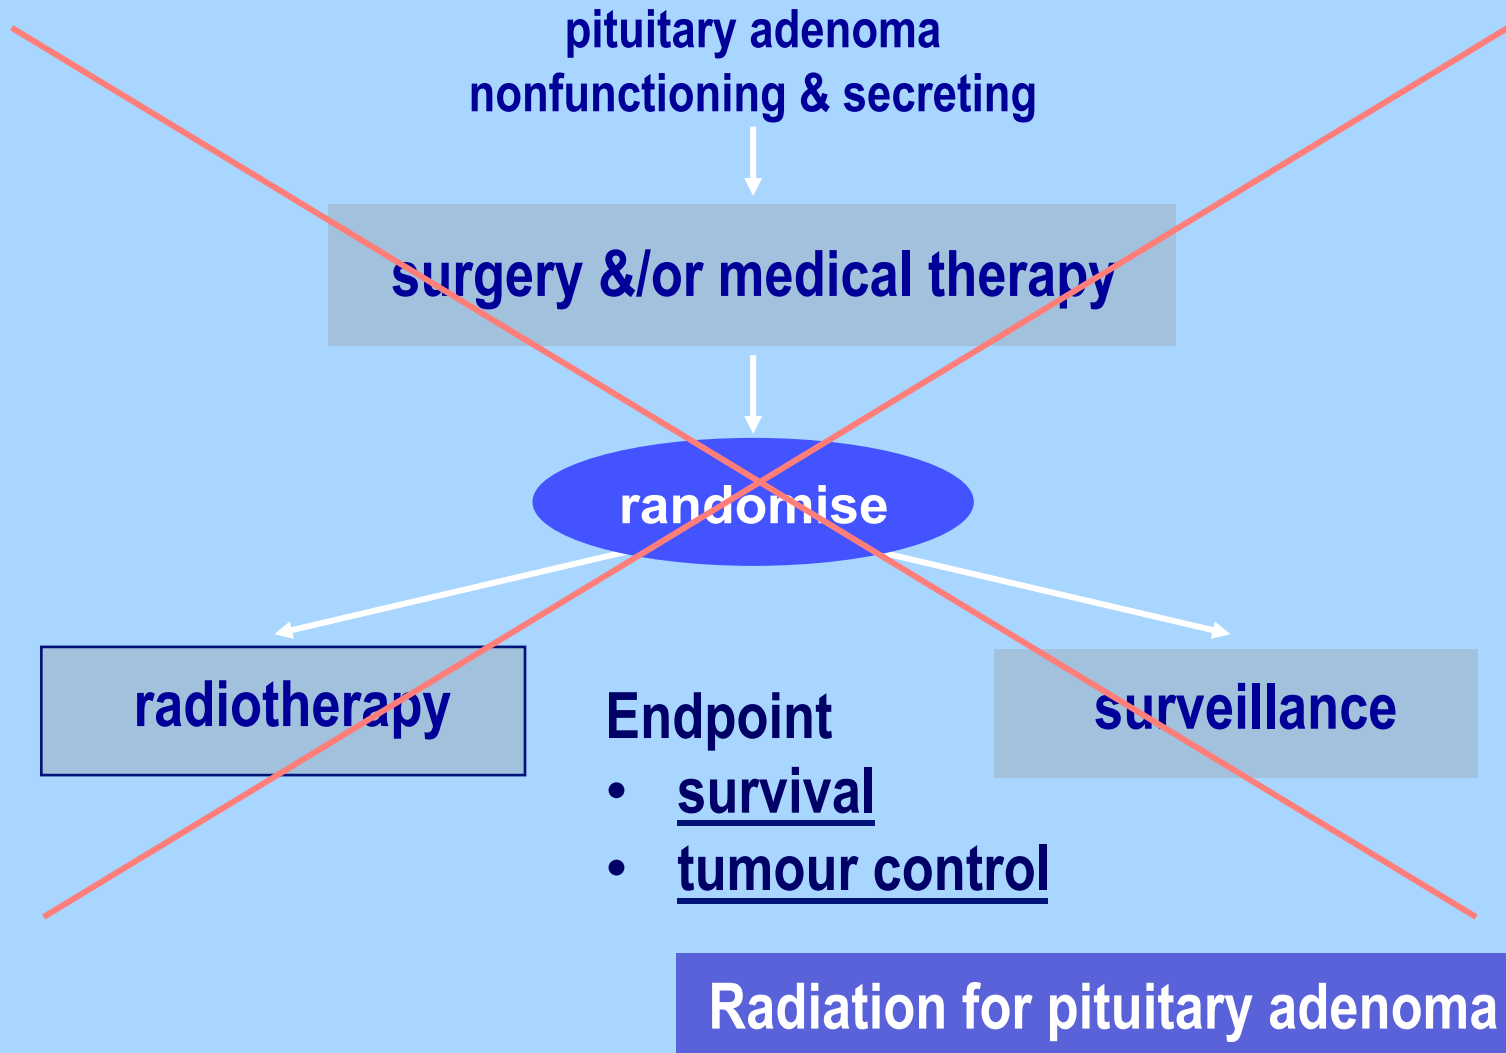 pituitary adenoma
nonfunctioning & secreting
surgery &/or medical therapy
randomise
radiotherapy
surveillance
Endpoint
• survival
• tumour control
Radiation for pituitary adenoma